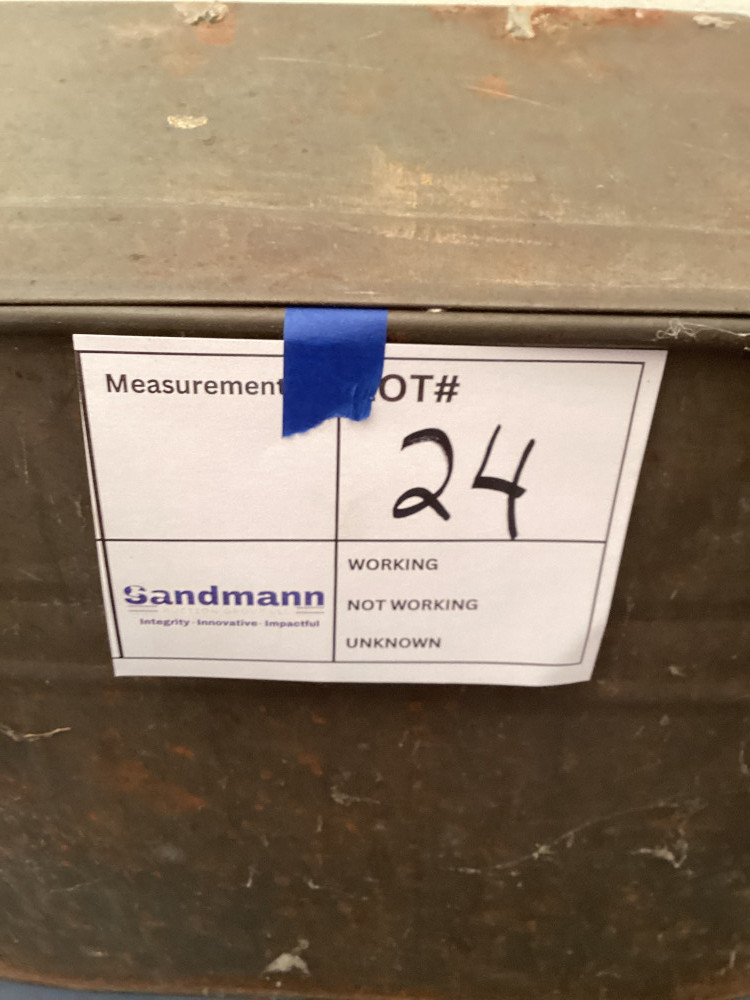 Measurement
OT#
24
Sandmann
Integrity · Innovative · Impactful
WORKING
NOT WORKING
UNKNOWN